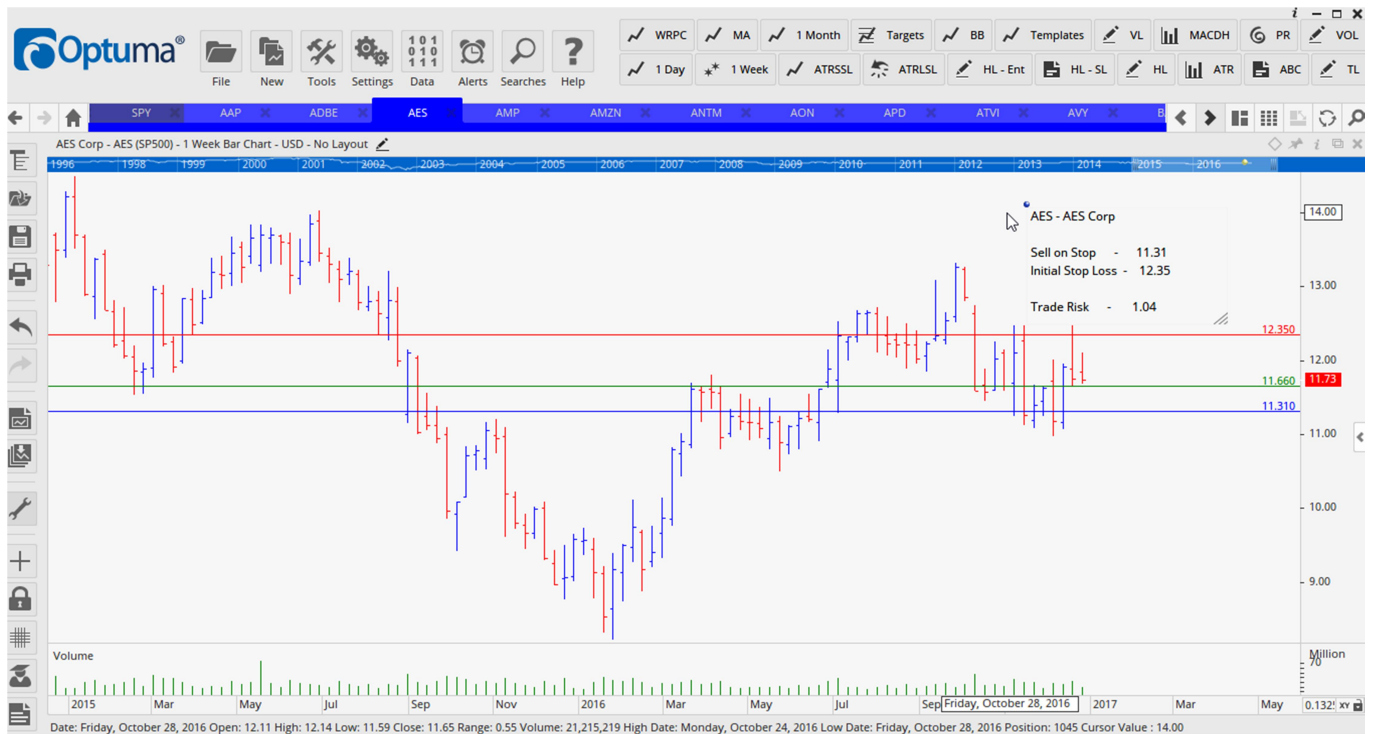 i
Optuma®
File New Tools Settings Data Alerts Searches Help
101
010
111
WRPC MA 1 Month Targets BB Templates VL MACDH PR VOL
1 Day 1 Week ATRSSL ATRLSL HL - Ent HL - SL HL ATR ABC TL
SPY AAP ADBE AES AMP AMZN ANTM AON APD ATVI AVY
AES Corp - AES (SP500) - 1 Week Bar Chart - USD - No Layout
i
1996 1998 1999 2000 2001 2002 2003 2004 2005 2006 2007 2008 2009 2010 2011 2012 2013 2014 2015 2016
AES - AES Corp
Sell on Stop - 11.31
Initial Stop Loss - 12.35
Trade Risk - 1.04
14.00
13.00
12.350
12.00
11.660
11.73
11.310
11.00
10.00
9.00
Volume
Million
70
2015 Mar May Jul Sep Nov 2016 Mar May Jul Sep Friday, October 28, 2016 2017 Mar May
XY
Date: Friday, October 28, 2016 Open: 12.11 High: 12.14 Low: 11.59 Close: 11.65 Range: 0.55 Volume: 21,215,219 High Date: Monday, October 24, 2016 Low Date: Friday, October 28, 2016 Position: 1045 Cursor Value : 14.00